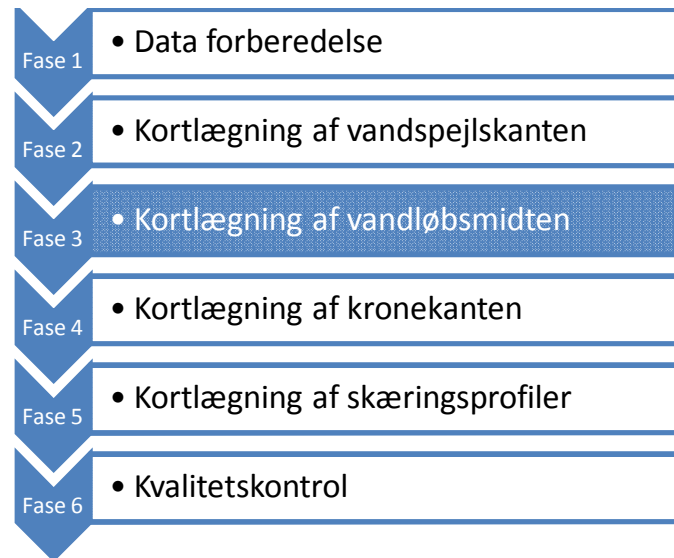 Fase 1
• Data forberedelse
Fase 2
• Kortlægning af vandspejlskanten
Fase 3
• Kortlægning af vandløbsmidten
Fase 4
• Kortlægning af kronekanten
Fase 5
• Kortlægning af skæringsprofiler
Fase 6
• Kvalitetskontrol